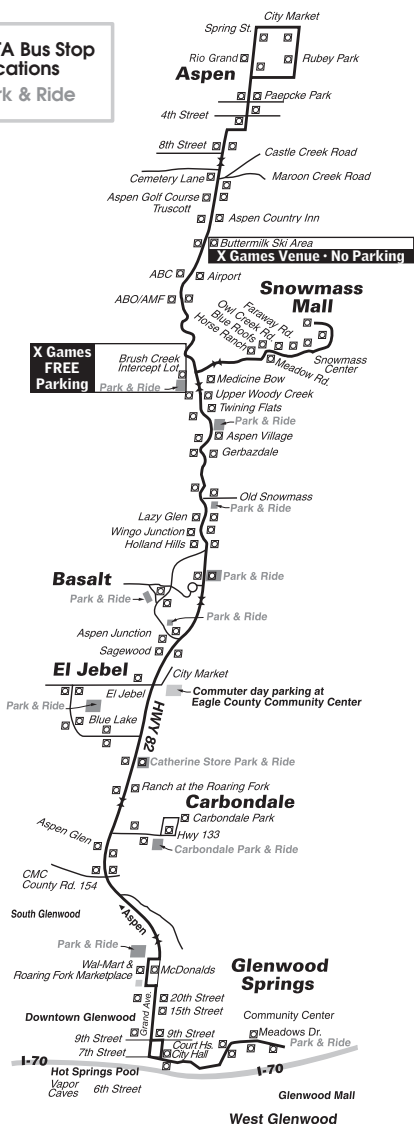 City Market
Spring St.
TA Bus Stop
cations
rk & Ride
Rio Grand
Rubey Park
Aspen
Paepcke Park
4th Street
8th Street
Castle Creek Road
Cemetery Lane
Maroon Creek Road
Aspen Golf Course
Truscott
Aspen Country Inn
Buttermilk Ski Area
X Games Venue • No Parking
ABC
Airport
Snowmass
Mall
ABO/AMF
Faraway Rd.
Owl Creek Rd.
Blue Roofs
Horse Ranch
Snowmass
Center
Meadow Rd.
X Games
FREE
Parking
Brush Creek
Intercept Lot
Park & Ride
Medicine Bow
Upper Woody Creek
Twining Flats
Park & Ride
Aspen Village
Gerbazdale
Old Snowmass
Park & Ride
Lazy Glen
Wingo Junction
Holland Hills
Basalt
Park & Ride
Park & Ride
Park & Ride
Aspen Junction
Sagewood
El Jebel
City Market
El Jebel
Commuter day parking at
Eagle County Community Center
Park & Ride
Blue Lake
HWY 82
Catherine Store Park & Ride
Ranch at the Roaring Fork
Carbondale
Carbondale Park
Aspen Glen
Hwy 133
Carbondale Park & Ride
CMC
County Rd. 154
South Glenwood
Aspen
Park & Ride
Wal-Mart &
Roaring Fork Marketplace
McDonalds
Glenwood
Springs
20th Street
15th Street
Grand Ave.
Downtown Glenwood
Community Center
9th Street
9th Street
Meadows Dr.
Court Hs.
Park & Ride
7th Street
City Hall
I-70
I-70
Hot Springs Pool
Vapor
Caves
6th Street
Glenwood Mall
West Glenwood